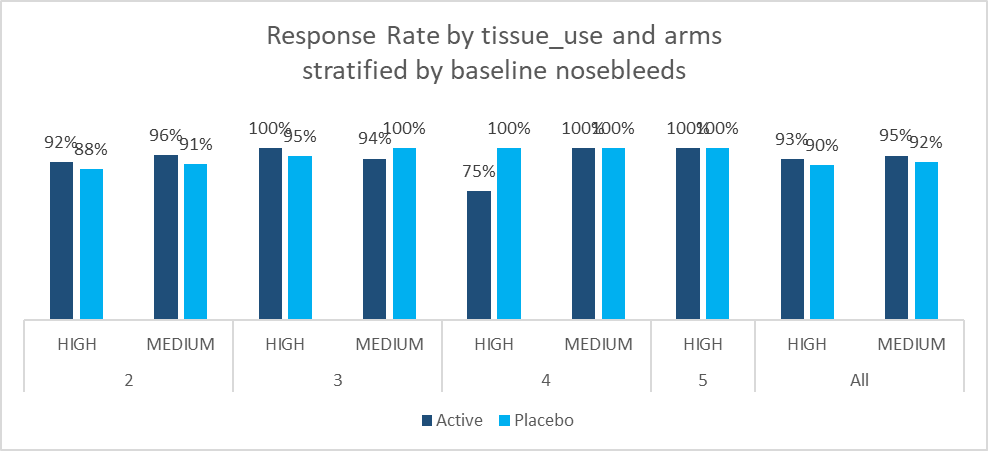 Response Rate by tissue_use and arms
stratified by baseline nosebleeds
92% 88% 96% 91% 100% 95% 94% 100% 75% 100% 100% 100% 100% 100% 93% 90% 95% 92%
HIGH MEDIUM HIGH MEDIUM HIGH MEDIUM HIGH HIGH MEDIUM
2 3 4 5 All
Active Placebo